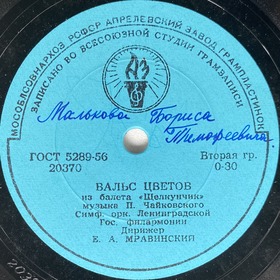 МОСОБЛСОВНАРХОЗ РСФСР АПРЕЛЕВСКИЙ ЗАВОД ГРАМПЛАСТИНОК
ЗАПИСАНО ВО ВСЕСОЮЗНОЙ СТУДИИ ГРАМЗАПИСИ
Малькова Бориса
Тимофеевича.
ГОСТ 5289-56
20370
Вторая гр.
0-30
ВАЛЬС ЦВЕТОВ
из балета «Щелкунчик»
музыка П. Чайковского
Симф. орк. Ленинградской
Гос. филармонии
Дирижер
Е. А. МРАВИНСКИЙ